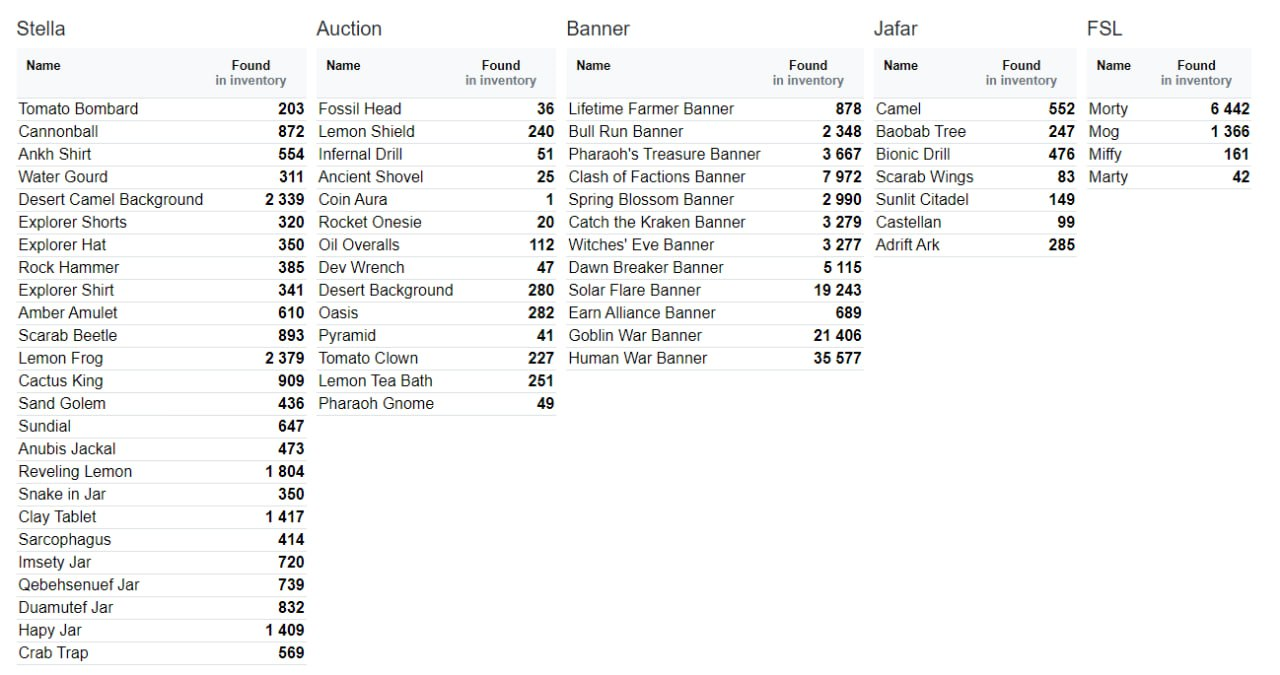 Stella
Name Found
in inventory
Tomato Bombard 203
Cannonball 872
Ankh Shirt 554
Water Gourd 311
Desert Camel Background 2 339
Explorer Shorts 320
Explorer Hat 350
Rock Hammer 385
Explorer Shirt 341
Amber Amulet 610
Scarab Beetle 893
Lemon Frog 2 379
Cactus King 909
Sand Golem 436
Sundial 647
Anubis Jackal 473
Reveling Lemon 1 804
Snake in Jar 350
Clay Tablet 1 417
Sarcophagus 414
Imsety Jar 720
Qebehsenuef Jar 739
Duamutef Jar 832
Hapy Jar 1 409
Crab Trap 569
Auction
Name Found
in inventory
Fossil Head 36
Lemon Shield 240
Infernal Drill 51
Ancient Shovel 25
Coin Aura 1
Rocket Onesie 20
Oil Overalls 112
Dev Wrench 47
Desert Background 280
Oasis 282
Pyramid 41
Tomato Clown 227
Lemon Tea Bath 251
Pharaoh Gnome 49
Banner
Name Found
in inventory
Lifetime Farmer Banner 878
Bull Run Banner 2 348
Pharaoh's Treasure Banner 3 667
Clash of Factions Banner 7 972
Spring Blossom Banner 2 990
Catch the Kraken Banner 3 279
Witches' Eve Banner 3 277
Dawn Breaker Banner 5 115
Solar Flare Banner 19 243
Earn Alliance Banner 689
Goblin War Banner 21 406
Human War Banner 35 577
Jafar
Name Found
in inventory
Camel 552
Baobab Tree 247
Bionic Drill 476
Scarab Wings 83
Sunlit Citadel 149
Castellan 99
Adrift Ark 285
FSL
Name Found
in inventory
Morty 6 442
Mog 1 366
Miffy 161
Marty 42